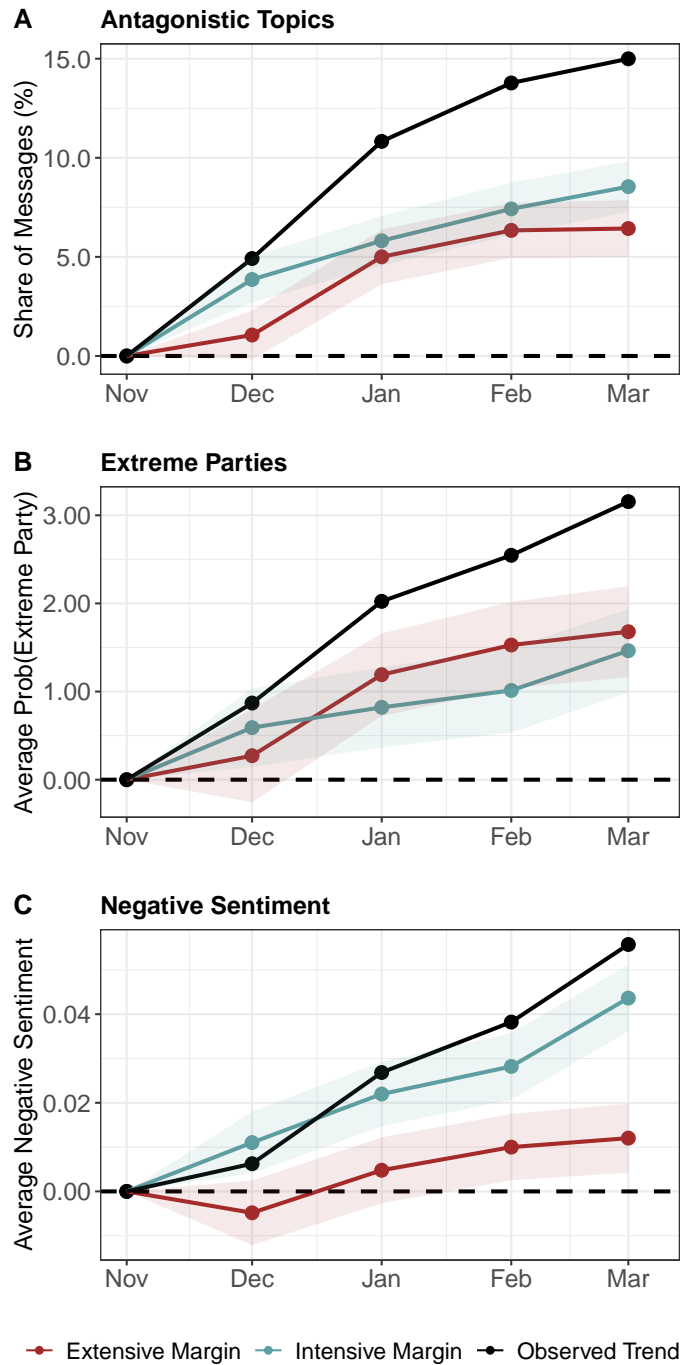 A Antagonistic Topics
Share of Messages (%)
15.0
10.0
5.0
0.0
Nov Dec Jan Feb Mar
B Extreme Parties
Average Prob(Extreme Party)
3.00
2.00
1.00
0.00
Nov Dec Jan Feb Mar
C Negative Sentiment
Average Negative Sentiment
0.04
0.02
0.00
Nov Dec Jan Feb Mar
Extensive Margin Intensive Margin Observed Trend